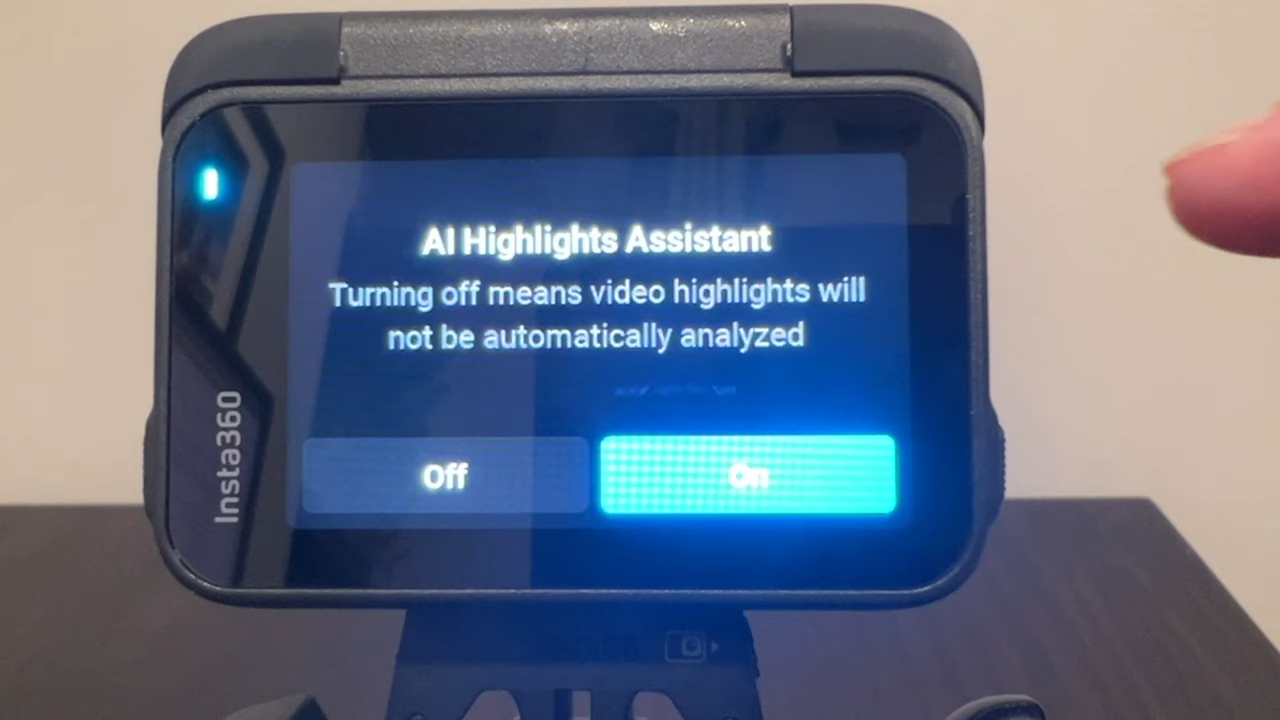 AI Highlights Assistant
Turning off means video highlights will
not be automatically analyzed
Off
On
Insta360